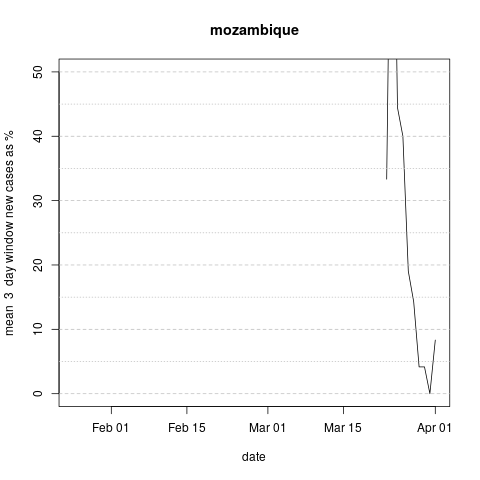 mozambique
mean  3  day window new cases as %
50
40
30
20
10
0
Feb 01
Feb 15
Mar 01
Mar 15
Apr 01
date